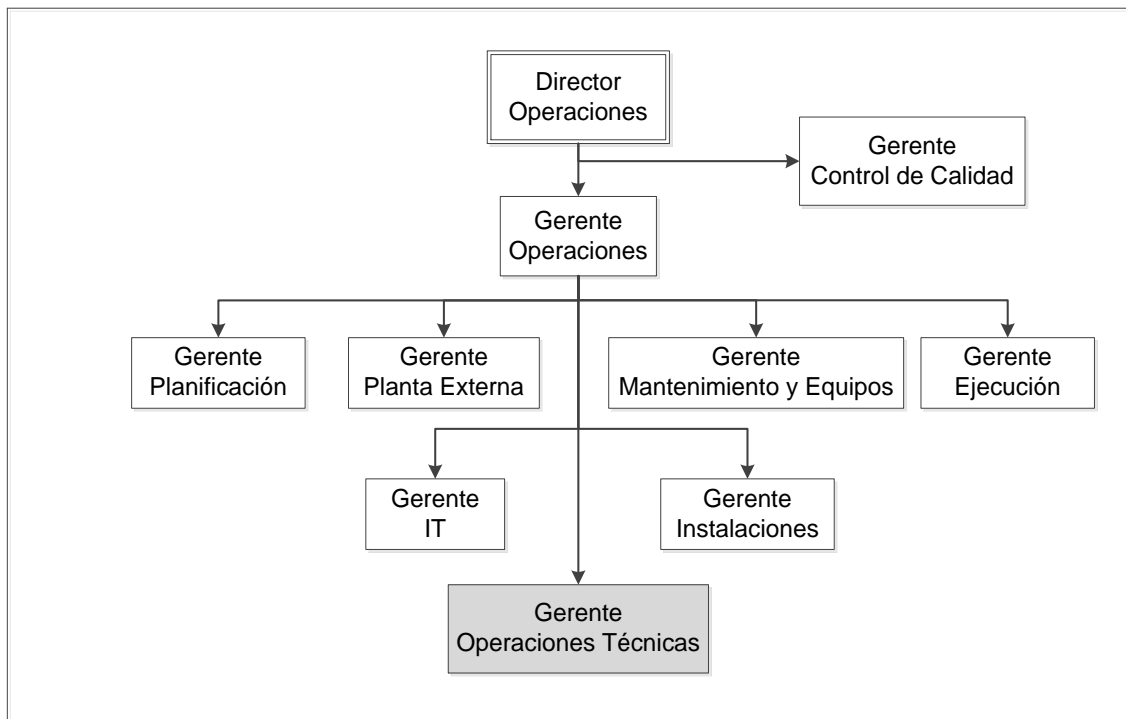 Director
Operaciones
Gerente
Control de Calidad
Gerente
Operaciones
Gerente
Planificación
Gerente
Planta Externa
Gerente
Mantenimiento y Equipos
Gerente
Ejecución
Gerente
IT
Gerente
Instalaciones
Gerente
Operaciones Técnicas